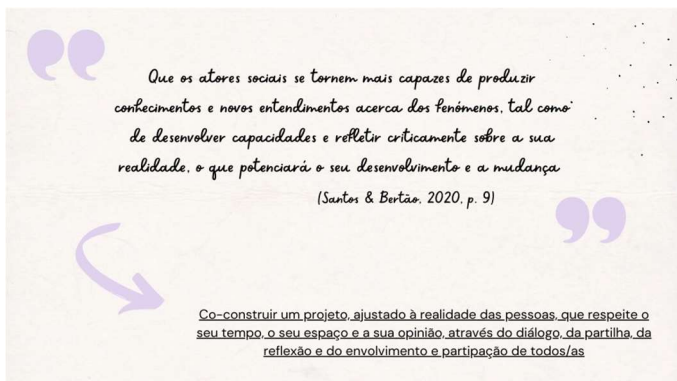 Que os atores sociais se tornem mais capazes de produzir
conhecimentos e novos entendimentos acerca dos fenómenos, tal como
de desenvolver capacidades e refletir criticamente sobre a sua
realidade, o que potenciará o seu desenvolvimento e a mudança
(Santos & Bertão, 2020, p. 9)
Co-construir um projeto, ajustado à realidade das pessoas, que respeite o
seu tempo, o seu espaço e a sua opinião, através do diálogo, da partilha, da
reflexão e do envolvimento e partipação de todos/as